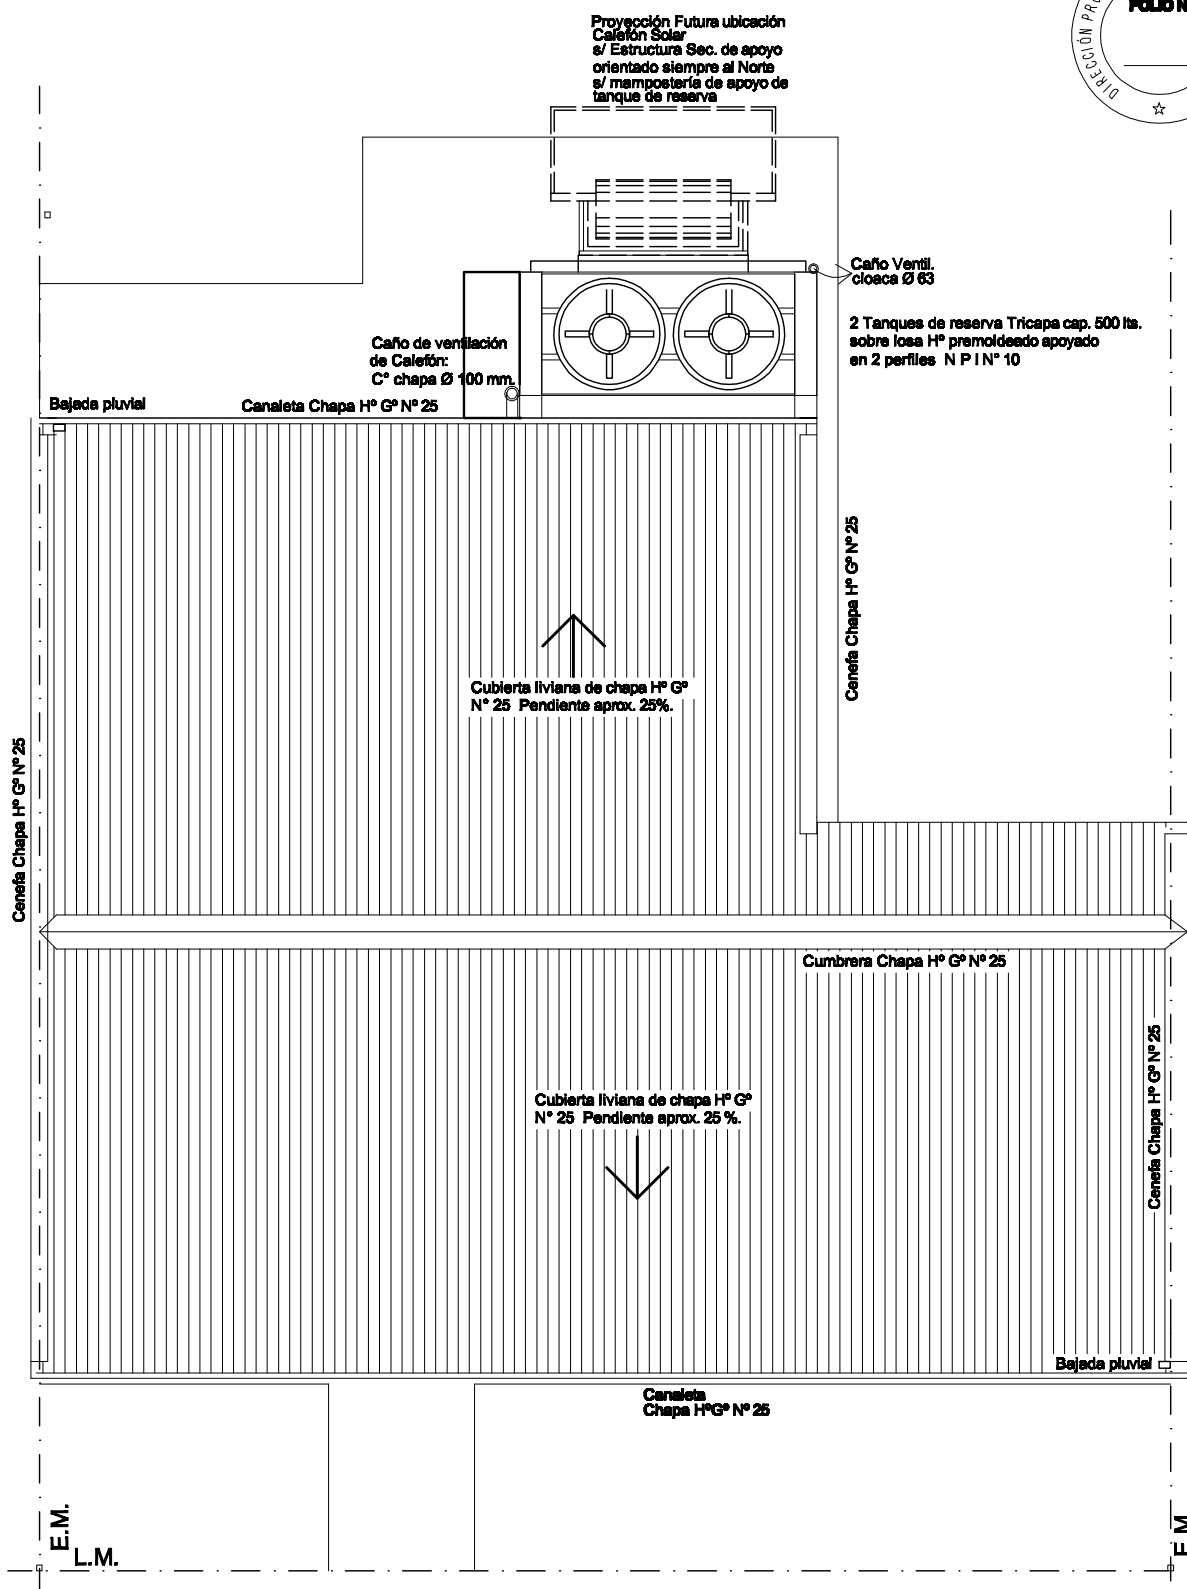 FOLIO N
DIRECCIÓN PR
Proyección Futura ubicación
Calefón Solar
s/ Estructura Sec. de apoyo
orientado siempre al Norte
s/ mampostería de apoyo de
tanque de reserva
Caño Ventil.
cloaca Ø 63
2 Tanques de reserva Tricapa cap. 500 lts.
sobre losa Hº premoldeado apoyado
en 2 perfiles N P I N° 10
Caño de ventilación
de Calefón:
C° chapa Ø 100 mm.
Bajada pluvial
Canaleta Chapa Hº Gº Nº 25
Cenefa Chapa Hº Gº Nº 25
Cubierta liviana de chapa Hº Gº
N° 25 Pendiente aprox. 25%.
Cenefa Chapa Hº Gº Nº 25
Cumbrera Chapa Hº Gº Nº 25
Cenefa Chapa Hº Gº Nº 25
Cubierta liviana de chapa Hº Gº
N° 25 Pendiente aprox. 25 %.
Bajada pluvial
Canaleta
Chapa HºGº Nº 25
E.M.
L.M.
E.M.